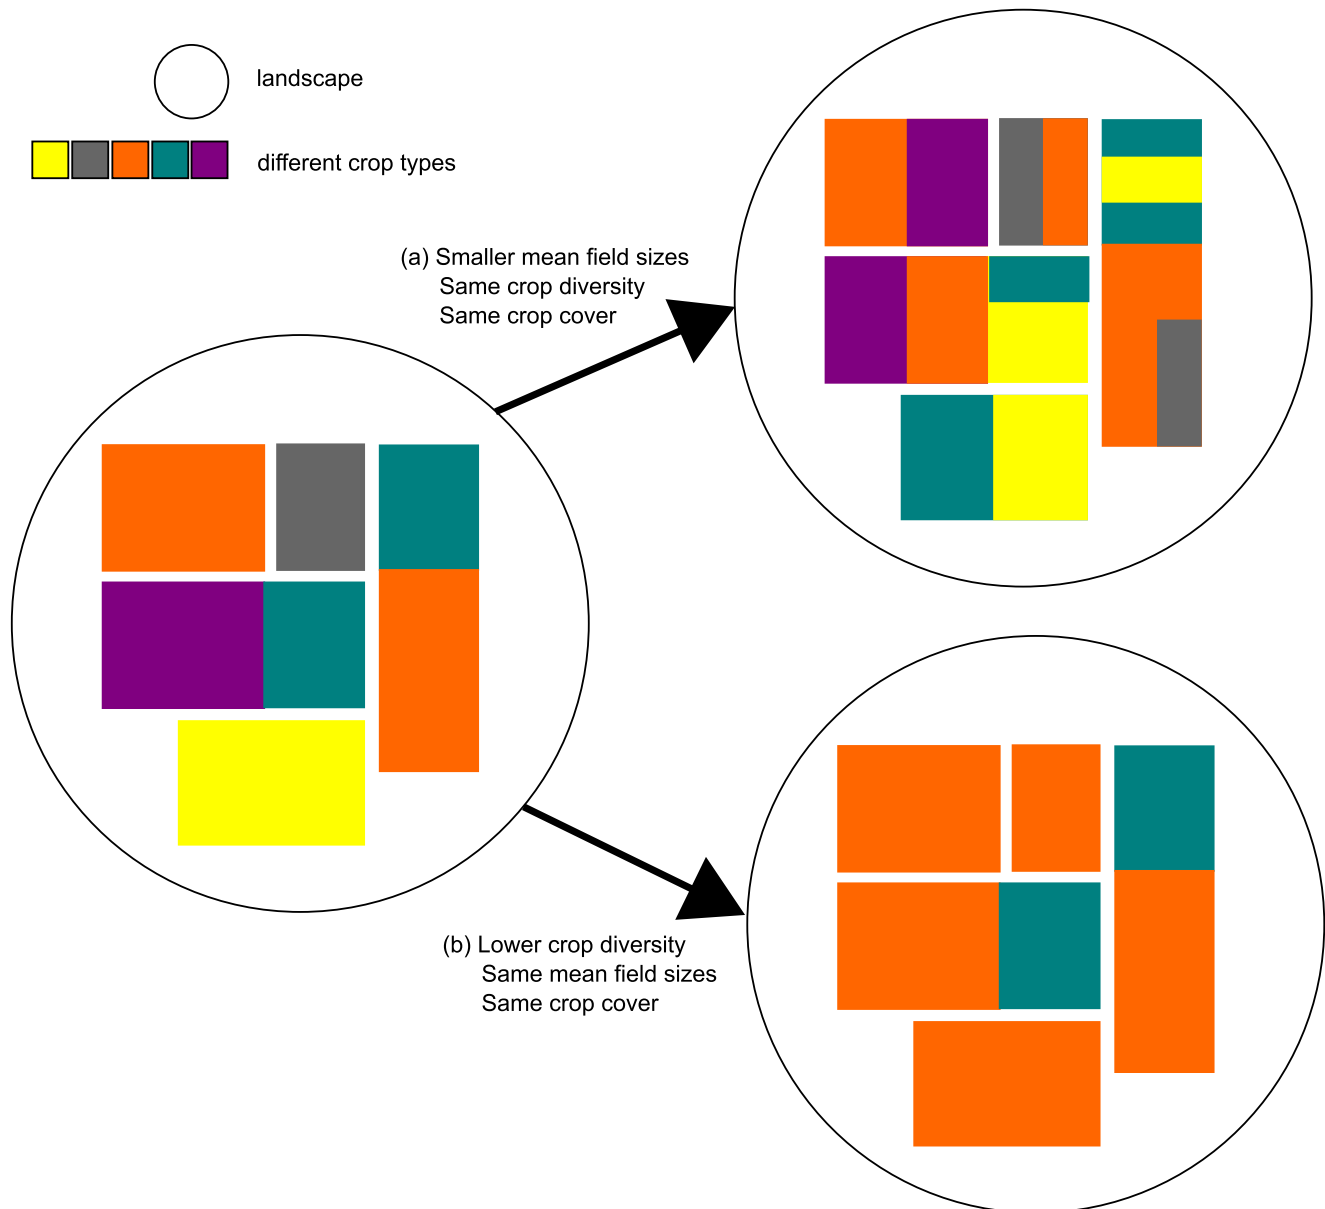 landscape
different crop types
(a) Smaller mean field sizes
Same crop diversity
Same crop cover
(b) Lower crop diversity
Same mean field sizes
Same crop cover